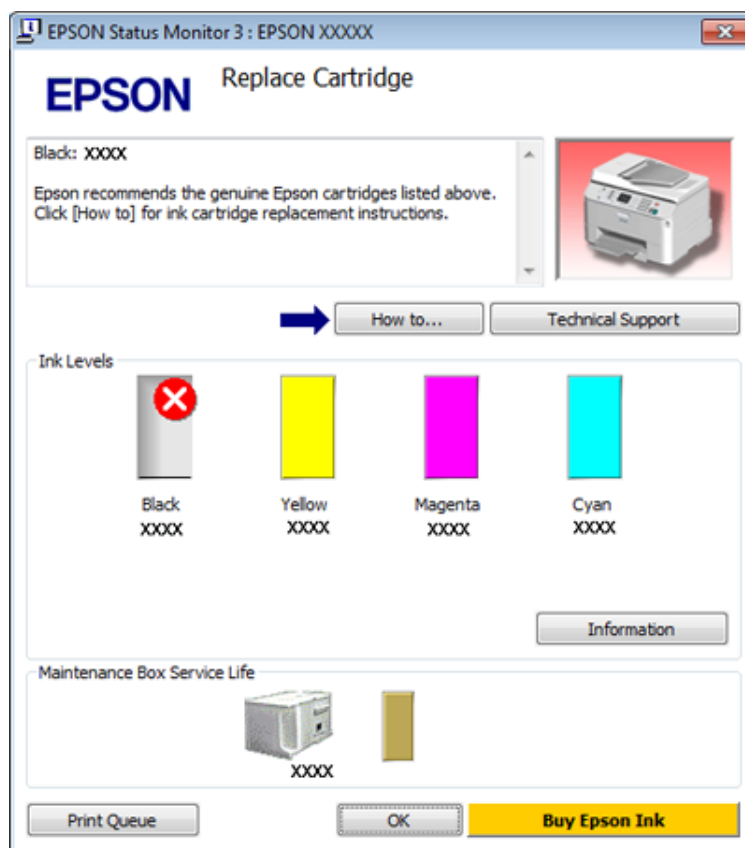 EPSON Status Monitor 3 : EPSON XXXXX
EPSON
Replace Cartridge
Black: XXXX
Epson recommends the genuine Epson cartridges listed above.
Click [How to] for ink cartridge replacement instructions.
How to...
Technical Support
Ink Levels
Black
Yellow
Magenta
Cyan
XXXX
XXXX
XXXX
XXXX
Information
Maintenance Box Service Life
XXXX
Print Queue
OK
Buy Epson Ink